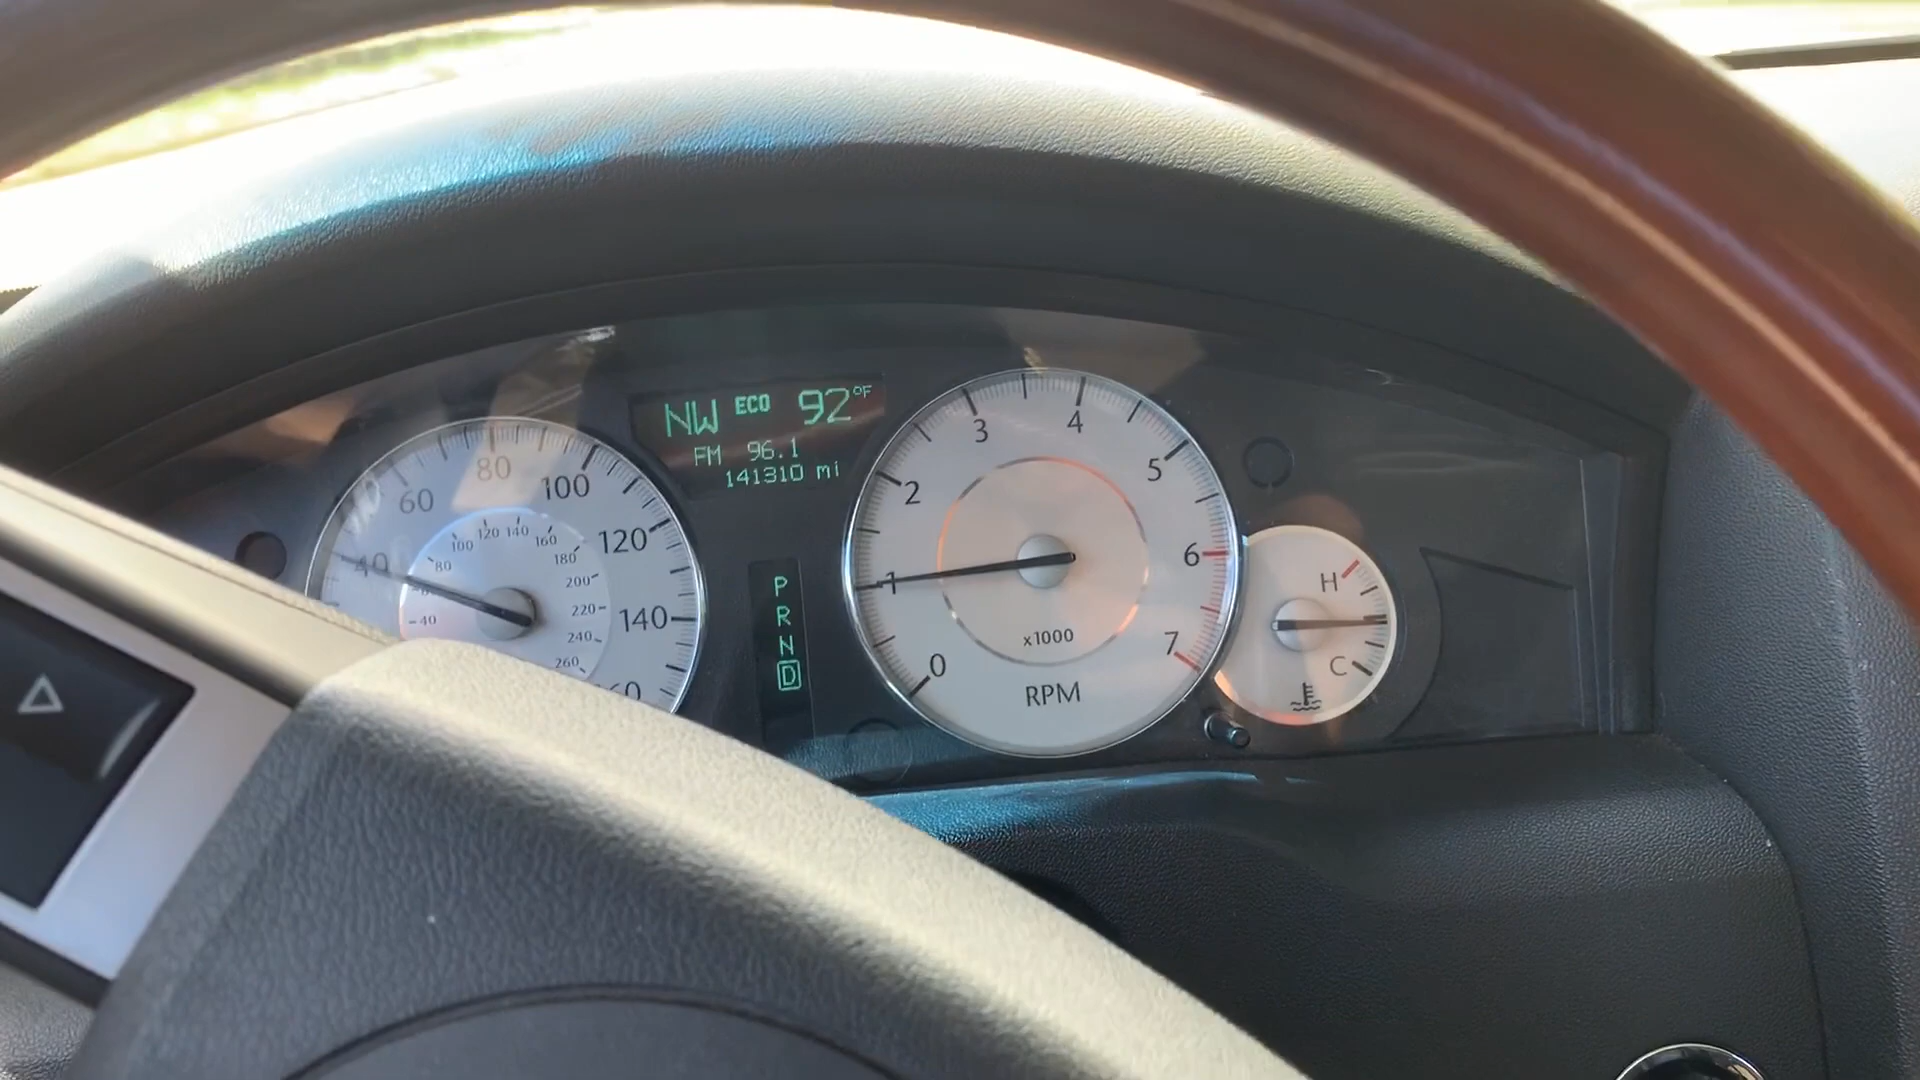 NW ECO 92°F
FM 96.1
141310 mi
40 60 80 100 120 140
40 80 100 120 140 160 180 200 220 240 260
P
R
N
D
0 1 2 3 4 5 6 7
x1000
RPM
H
C